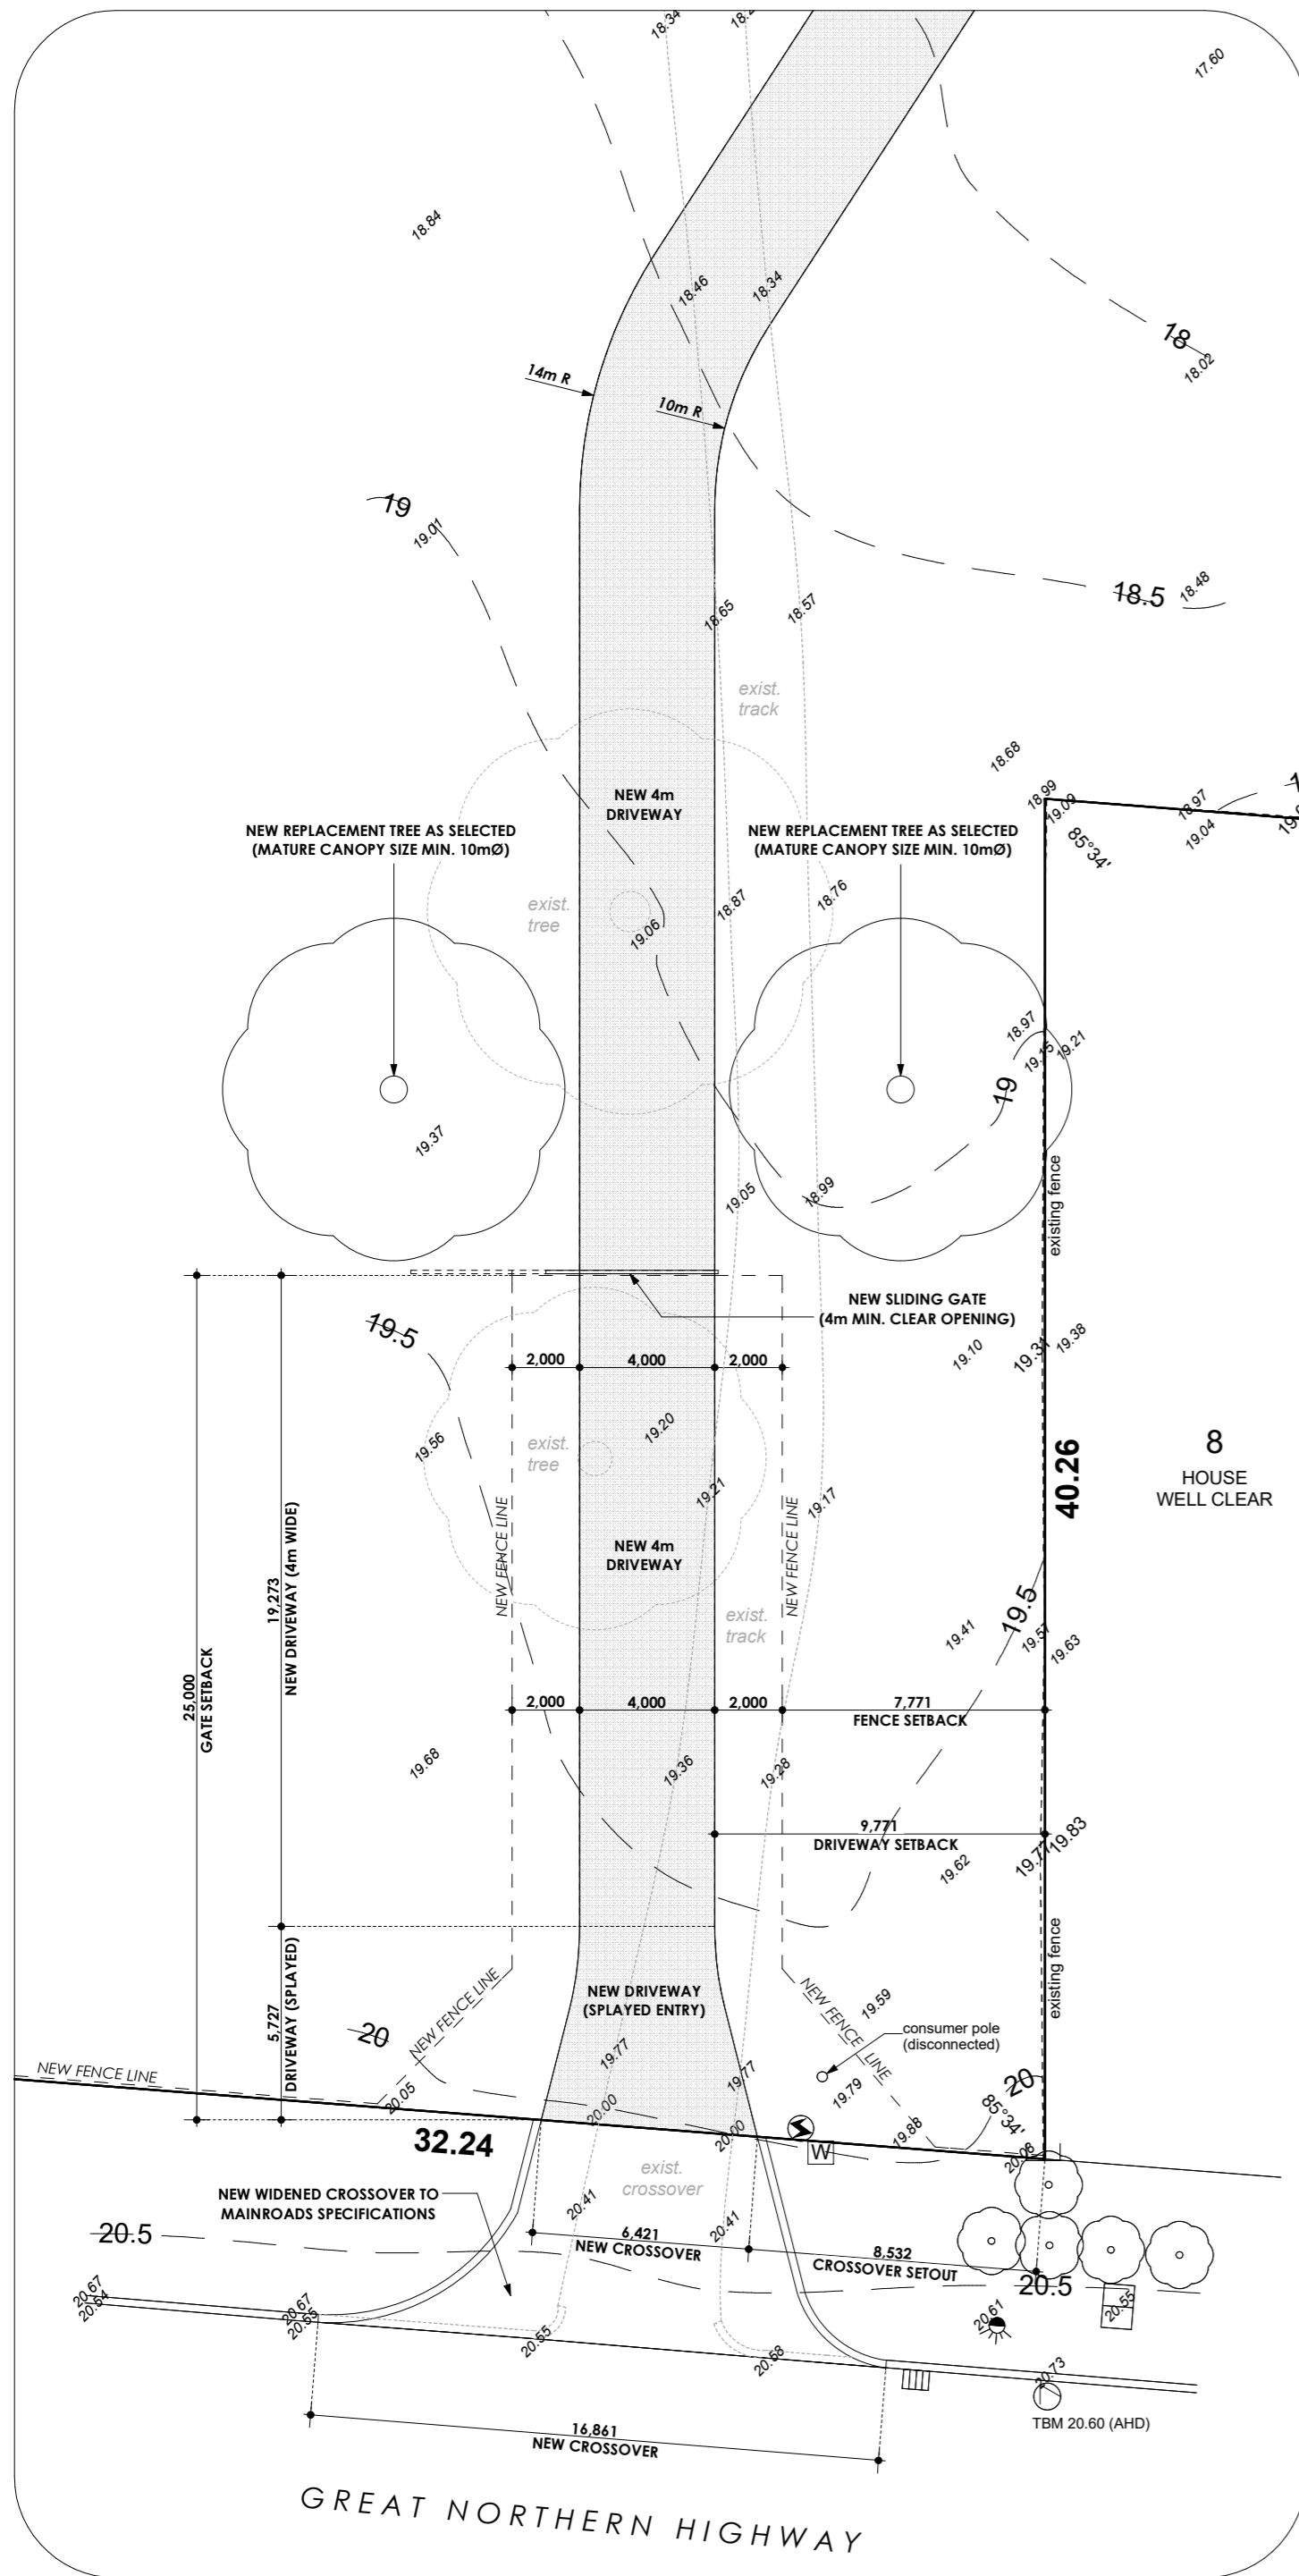 18.34
17.60
18.84
18.46
18.34
18
18.02
14m R
10m R
19
19.01
18.5
18.48
18.65
18.57
exist.
track
18.68
18.99
19.09
18.97
19.04
85°34'
NEW 4m
DRIVEWAY
NEW REPLACEMENT TREE AS SELECTED
(MATURE CANOPY SIZE MIN. 10mØ)
NEW REPLACEMENT TREE AS SELECTED
(MATURE CANOPY SIZE MIN. 10mØ)
exist.
tree
18.87
18.76
19.06
18.97
19.15
19.21
19
19.37
19.05
18.99
existing fence
NEW SLIDING GATE
(4m MIN. CLEAR OPENING)
19.5
19.10
19.31
19.38
2,000
4,000
2,000
19.56
exist.
tree
19.20
19.21
19.17
40.26
8
HOUSE
WELL CLEAR
NEW FENCE LINE
NEW FENCE LINE
NEW 4m
DRIVEWAY
19,273
NEW DRIVEWAY (4m WIDE)
25,000
GATE SETBACK
exist.
track
19.5
19.41
19.57
19.63
2,000
4,000
2,000
7,771
FENCE SETBACK
19.68
19.36
19.28
9,771
DRIVEWAY SETBACK
19.62
19.77
19.83
5,727
DRIVEWAY (SPLAYED)
NEW FENCE LINE
NEW DRIVEWAY
(SPLAYED ENTRY)
NEW FENCE LINE
19.59
existing fence
consumer pole
(disconnected)
20
NEW FENCE LINE
20.05
19.77
19.77
19.79
20
85°34'
20.00
20.00
19.88
20.08
W
32.24
exist.
crossover
NEW WIDENED CROSSOVER TO
MAINROADS SPECIFICATIONS
20.41
20.41
6,421
NEW CROSSOVER
8,532
CROSSOVER SETOUT
20.5
20.5
20.67
20.64
20.67
20.55
20.55
20.58
20.61
20.55
20.73
TBM 20.60 (AHD)
16,861
NEW CROSSOVER
GREAT NORTHERN HIGHWAY